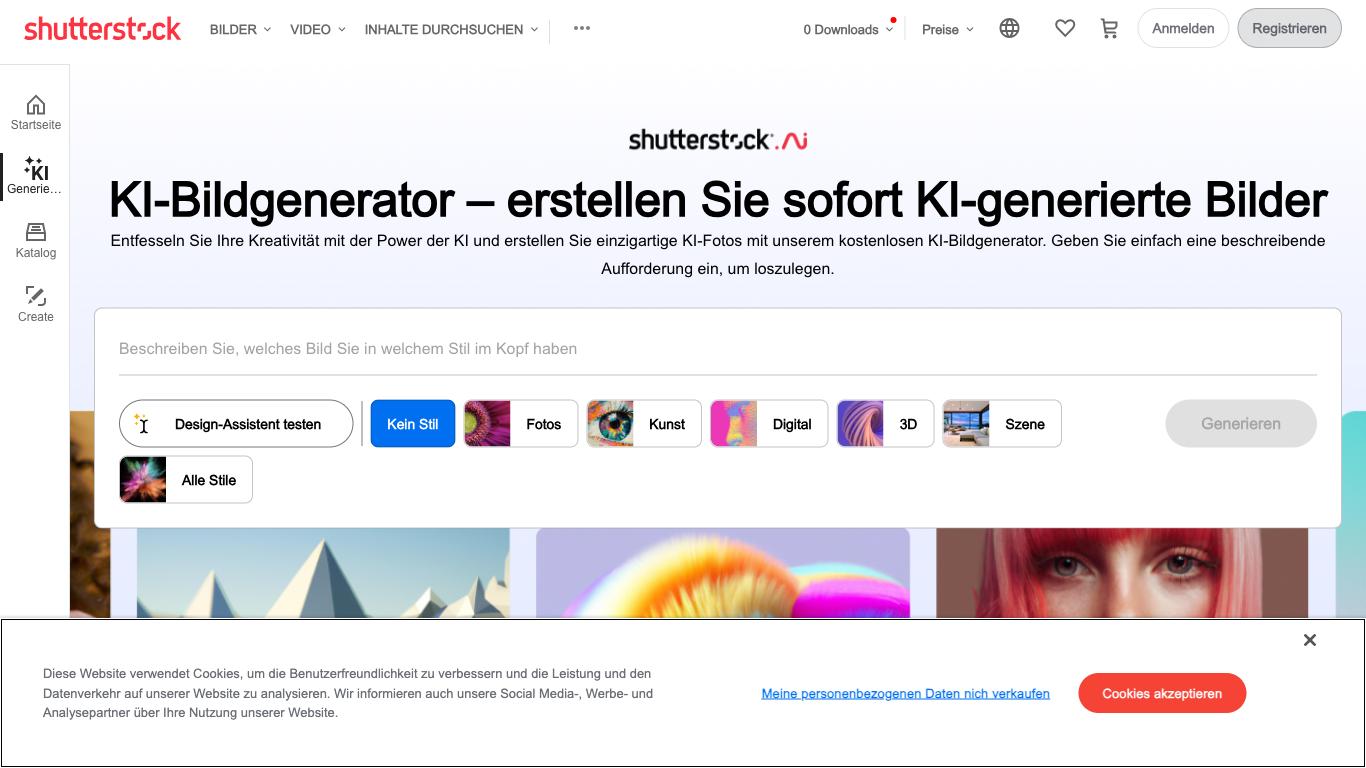 shutterstock
BILDER
VIDEO
INHALTE DURCHSUCHEN
0 Downloads
Preise
Anmelden
Registrieren
Startseite
KI
Generie...
Katalog
Create
shutterstock.ai
KI-Bildgenerator – erstellen Sie sofort KI-generierte Bilder
Entfesseln Sie Ihre Kreativität mit der Power der KI und erstellen Sie einzigartige KI-Fotos mit unserem kostenlosen KI-Bildgenerator. Geben Sie einfach eine beschreibende
Aufforderung ein, um loszulegen.
Beschreiben Sie, welches Bild Sie in welchem Stil im Kopf haben
Design-Assistent testen
Kein Stil
Fotos
Kunst
Digital
3D
Szene
Generieren
Alle Stile
Diese Website verwendet Cookies, um die Benutzerfreundlichkeit zu verbessern und die Leistung und den
Datenverkehr auf unserer Website zu analysieren. Wir informieren auch unsere Social Media-, Werbe- und
Analysepartner über Ihre Nutzung unserer Website.
Meine personenbezogenen Daten nich verkaufen
Cookies akzeptieren